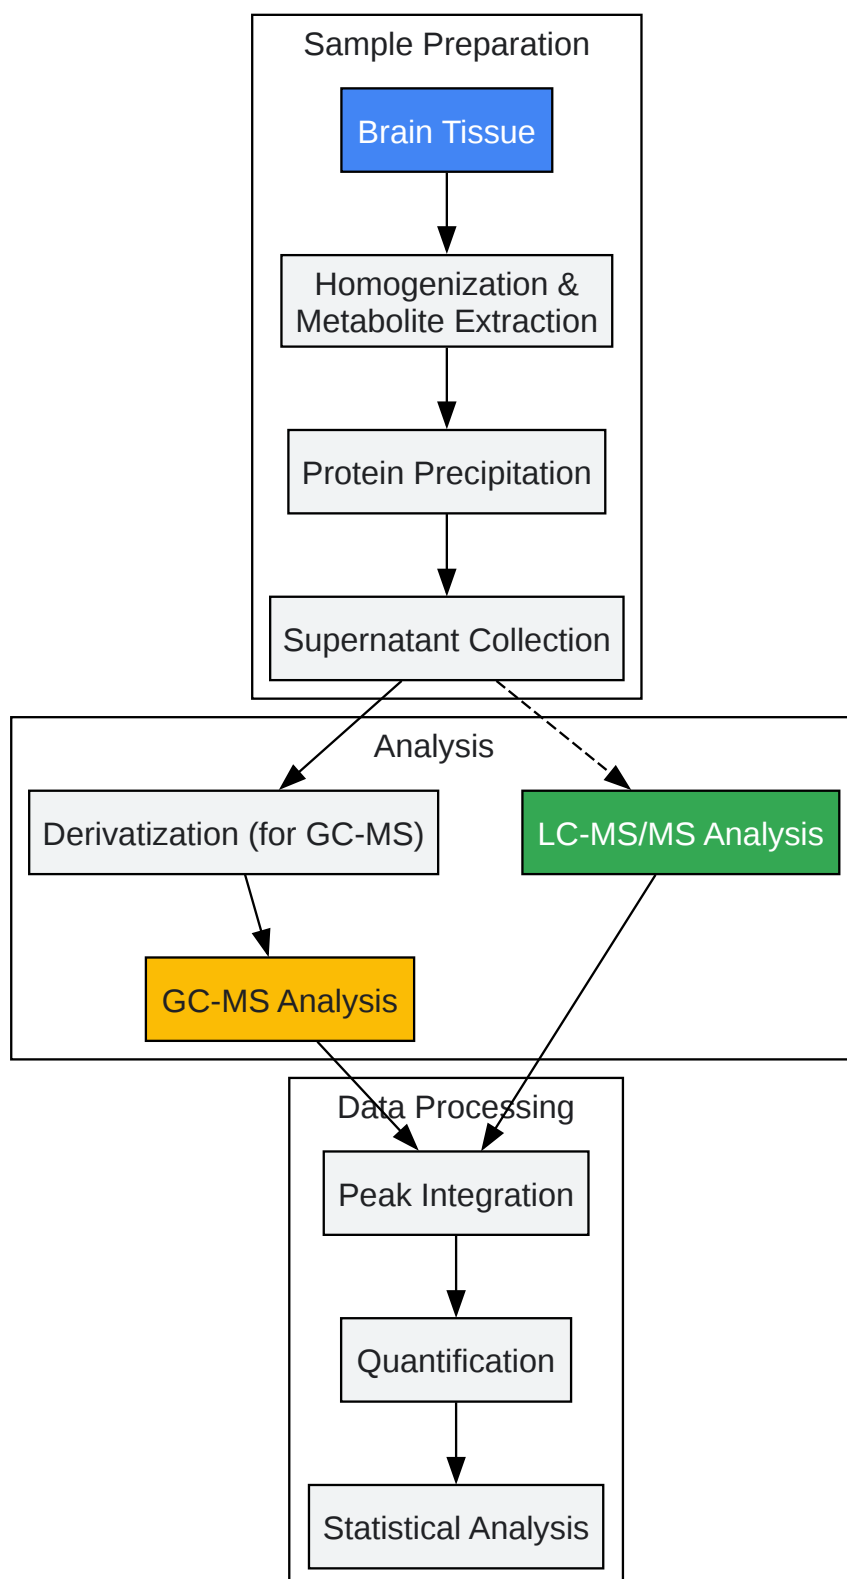 Sample Preparation
Brain Tissue
Homogenization &
Metabolite Extraction
Protein Precipitation
Supernatant Collection
Analysis
Derivatization (for GC-MS)
LC-MS/MS Analysis
GC-MS Analysis
Data Processing
Peak Integration
Quantification
Statistical Analysis